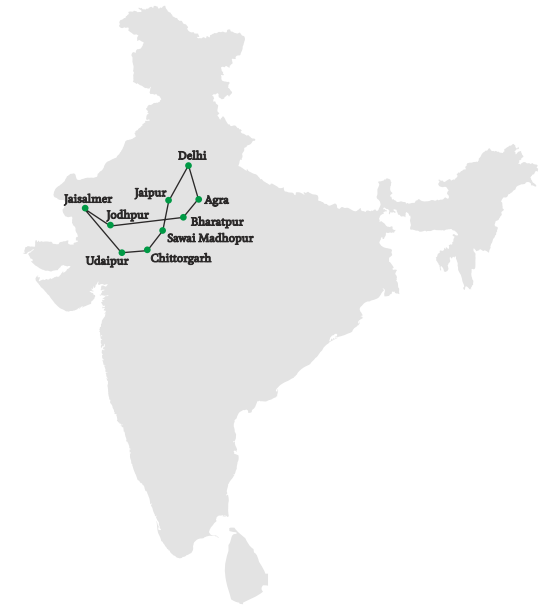 Delhi
Jaipur
Agra
Jaisalmer
Jodhpur
Bharatpur
Sawai Madhopur
Udaipur
Chittorgarh